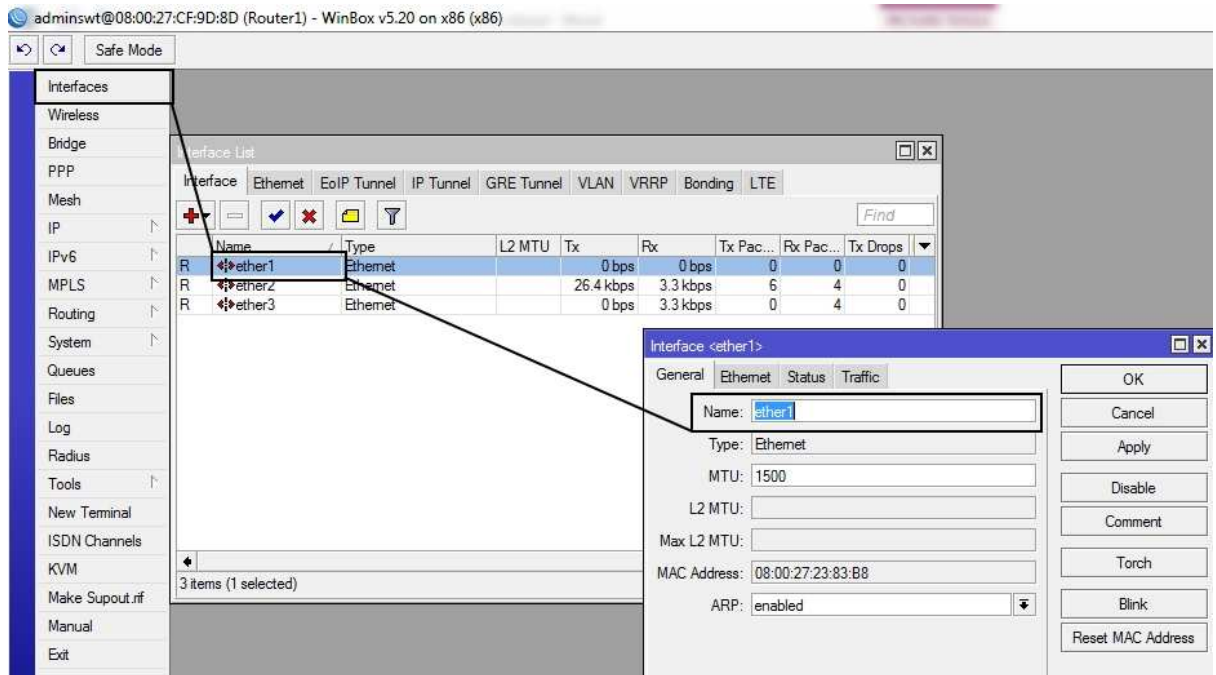 adminswt@08:00:27:CF:9D:8D (Router1) - WinBox v5.20 on x86 (x86)
Safe Mode
Interfaces
Wireless
Bridge
PPP
Mesh
IP
IPv6
MPLS
Routing
System
Queues
Files
Log
Radius
Tools
New Terminal
ISDN Channels
KVM
Make Supout.rif
Manual
Exit
Interface List
Interface Ethernet EoIP Tunnel IP Tunnel GRE Tunnel VLAN VRRP Bonding LTE
Find
Name Type L2 MTU Tx Rx Tx Pac... Rx Pac... Tx Drops
R ether1 Ethernet 0 bps 0 bps 0 0 0
R ether2 Ethernet 26.4 kbps 3.3 kbps 6 4 0
R ether3 Ethernet 0 bps 3.3 kbps 0 4 0
3 items (1 selected)
Interface <ether1>
General Ethernet Status Traffic
Name: ether1
Type: Ethernet
MTU: 1500
L2 MTU:
Max L2 MTU:
MAC Address: 08:00:27:23:83:B8
ARP: enabled
OK
Cancel
Apply
Disable
Comment
Torch
Blink
Reset MAC Address